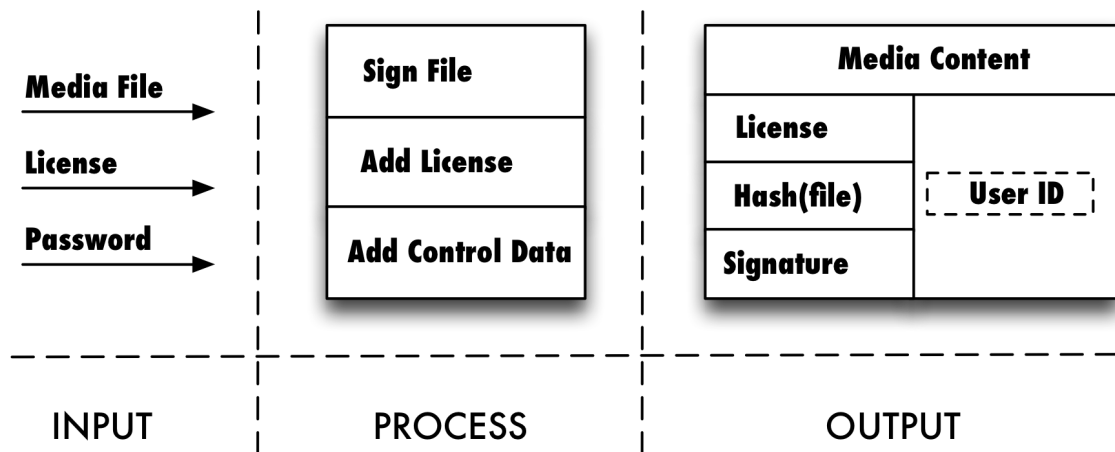 Media File
License
Password
Sign File
Add License
Add Control Data
Media Content
License
Hash(file)
Signature
User ID
INPUT
PROCESS
OUTPUT